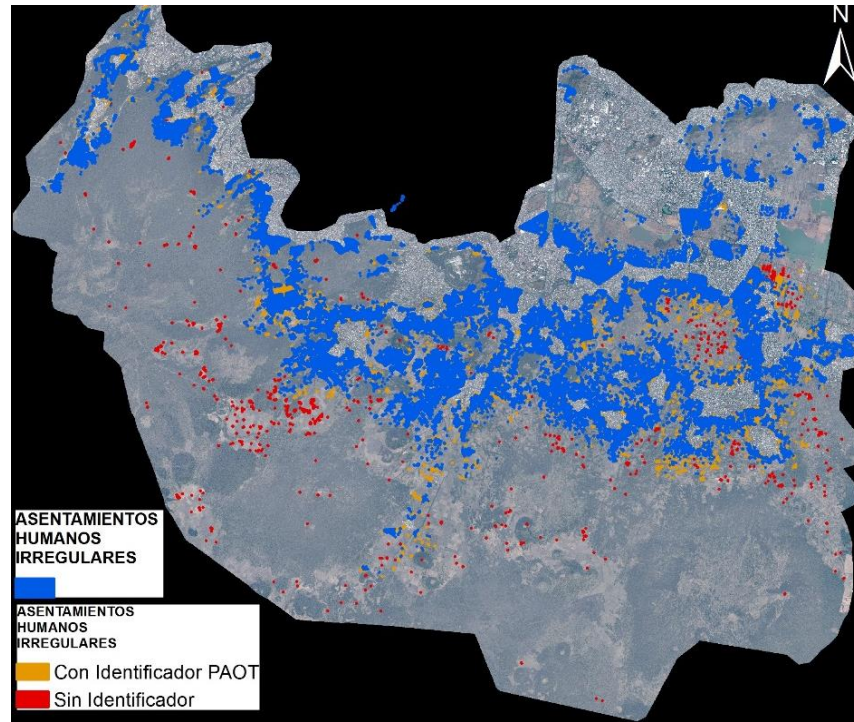 N
ASENTAMIENTOS
HUMANOS
IRREGULARES
ASENTAMIENTOS
HUMANOS
IRREGULARES
Con Identificador PAOT
Sin Identificador